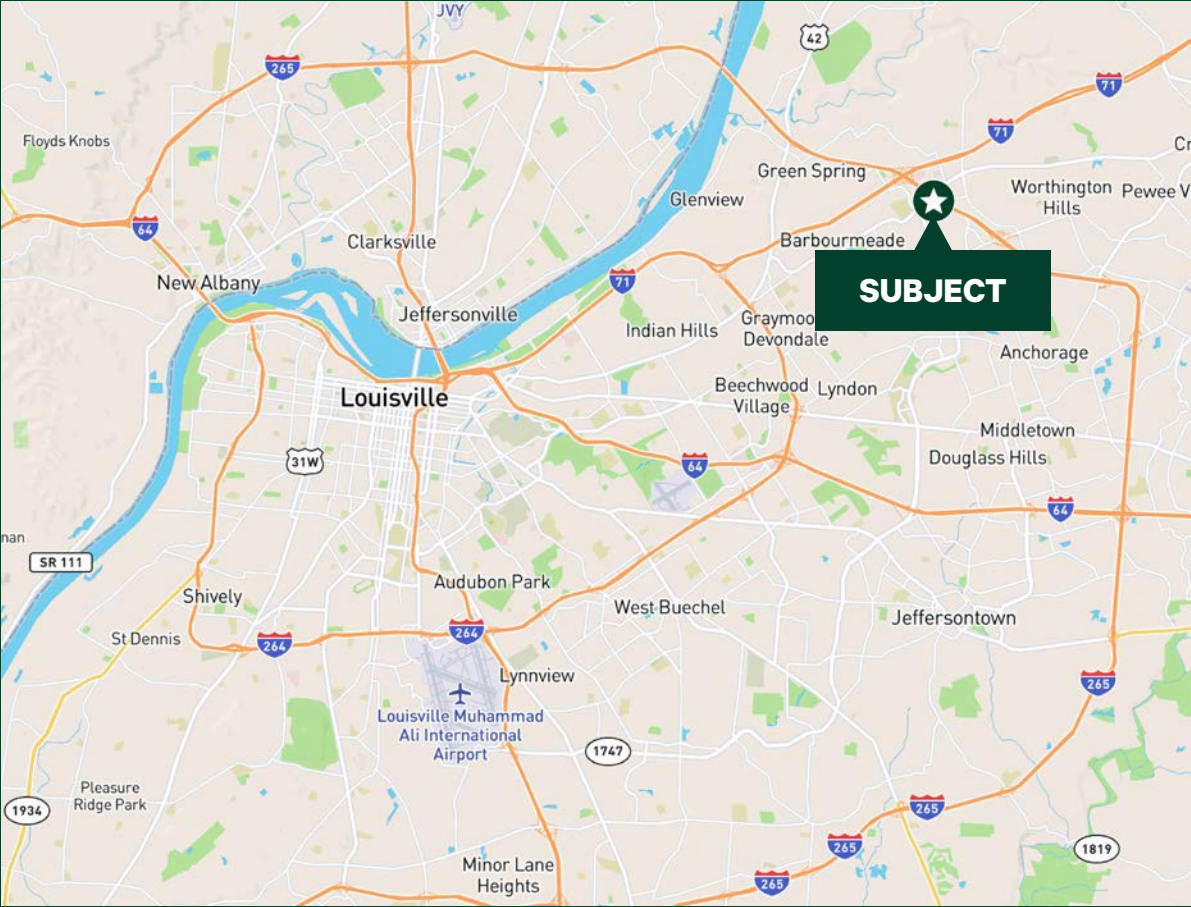 JVY
42
265
71
71
Floyds Knobs
Cr
Green Spring
Worthington
Hills
Pewee V
Glenview
64
Clarksville
Barbourmeade
New Albany
71
SUBJECT
Jeffersonville
Indian Hills
Graymoo
Devondale
Anchorage
Beechwood
Village
Lyndon
Louisville
Middletown
Douglass Hills
31W
64
64
nan
SR 111
Audubon Park
Shively
West Buechel
Jeffersontown
St Dennis
264
264
Lynnview
265
Louisville Muhammad
Ali International
Airport
1747
Pleasure
Ridge Park
1934
265
265
1819
Minor Lane
Heights
265